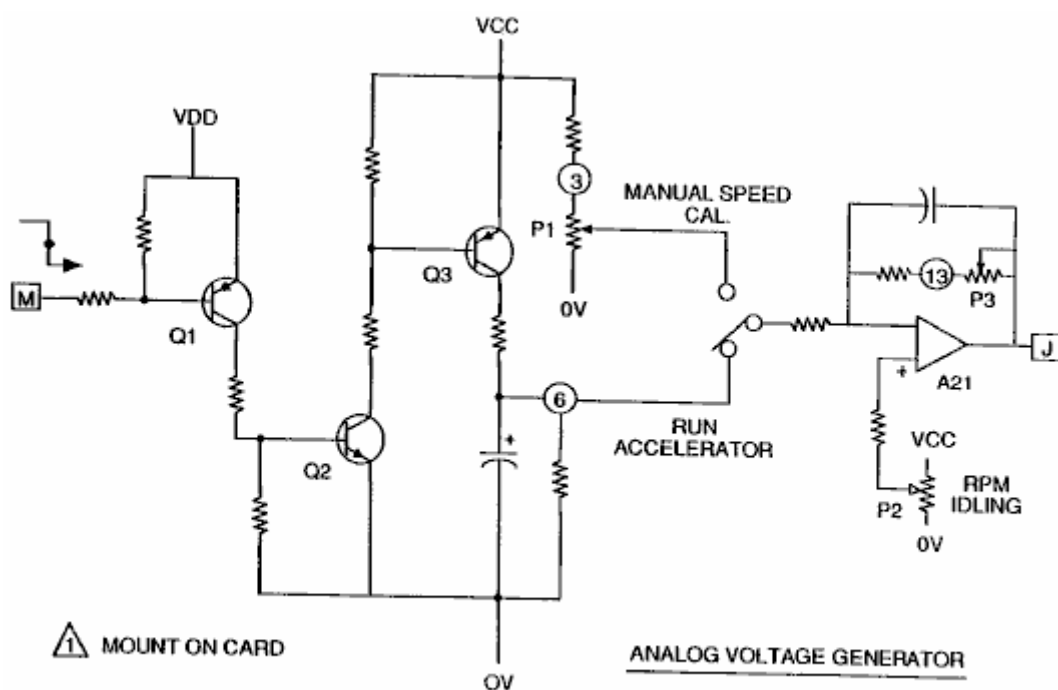 VCC
VDD
3
MANUAL SPEED
CAL.
P1
Q3
13
P3
M
Q1
0V
J
+
A21
6
+
RUN
ACCELERATOR
Q2
VCC
RPM
IDLING
P2
0V
1 MOUNT ON CARD
ANALOG VOLTAGE GENERATOR
OV